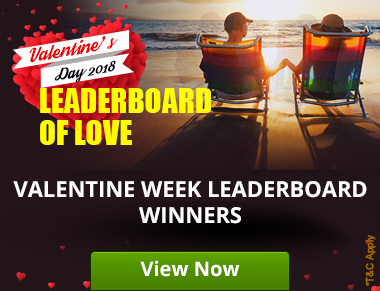 Valentine's
Day 2018
LEADERBOARD
OF LOVE
VALENTINE WEEK LEADERBOARD
WINNERS
View Now
*T&C Apply